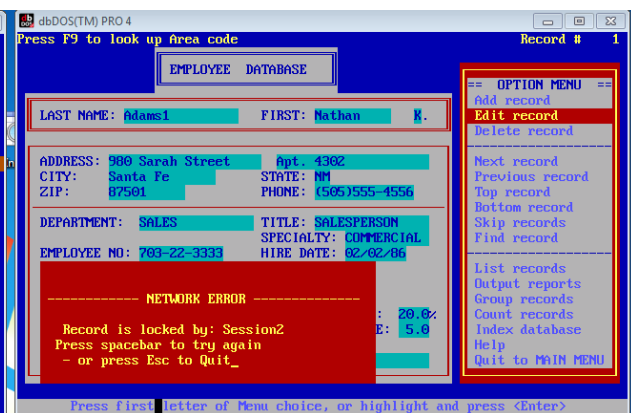 dbDOS(TM) PRO 4
Press F9 to look up Area code Record # 1
EMPLOYEE DATABASE
== OPTION MENU ==
Add record
Edit record
Delete record
Next record
Previous record
Top record
Bottom record
Skip records
Find record
List records
Output reports
Group records
Count records
Index database
Help
Quit to MAIN MENU
LAST NAME: Adams1 FIRST: Nathan K.
ADDRESS: 980 Sarah Street Apt. 4302
CITY: Santa Fe STATE: NM
ZIP: 87501 PHONE: (505)555-4556
DEPARTMENT: SALES TITLE: SALESPERSON
SPECIALTY: COMMERCIAL
EMPLOYEE NO: 703-22-3333 HIRE DATE: 02/02/86
------------ NETWORK ERROR --------------
: 20.0%
Record is locked by: Session2 E: 5.0
Press spacebar to try again
- or press Esc to Quit_
Press first letter of Menu choice, or highlight and press <Enter>